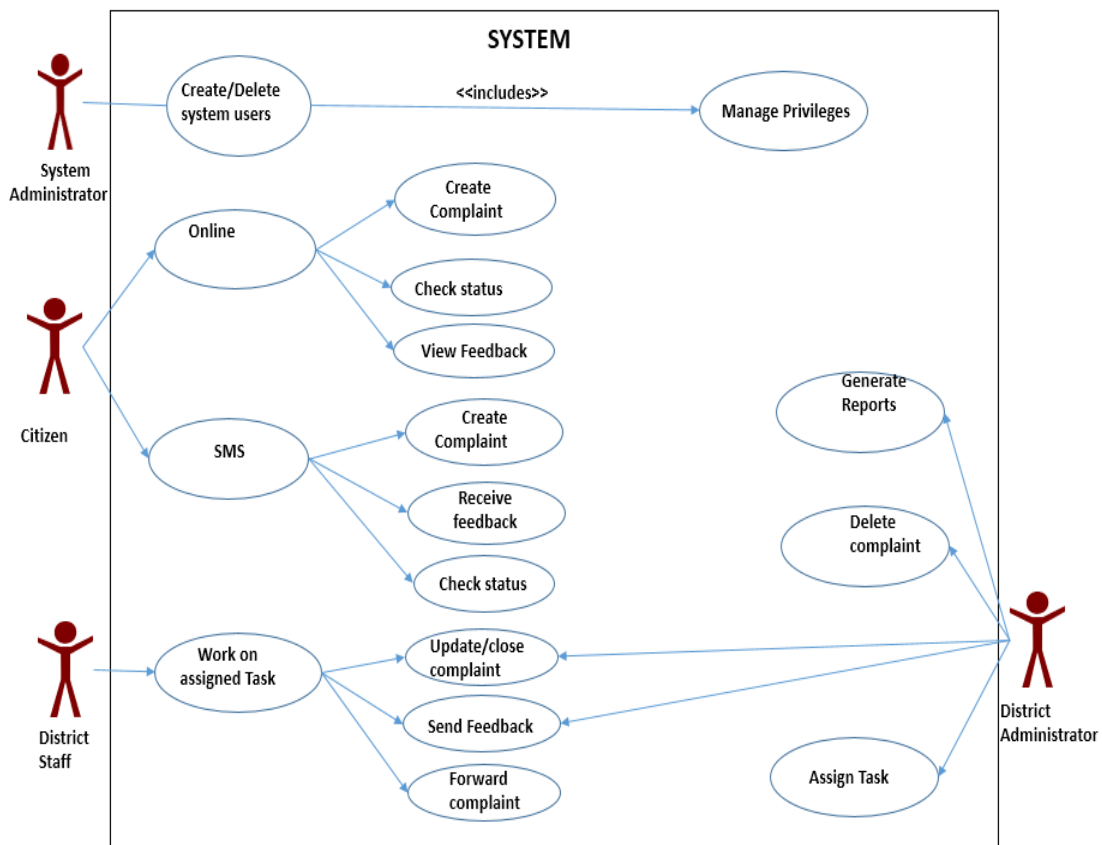 SYSTEM
Create/Delete
system users
<<includes>>
Manage Privileges
System
Administrator
Online
Create
Complaint
Check status
View Feedback
Citizen
SMS
Create
Complaint
Receive
feedback
Check status
Generate
Reports
Delete
complaint
Work on
assigned Task
Update/close
complaint
Send Feedback
Forward
complaint
District
Staff
Assign Task
District
Administrator